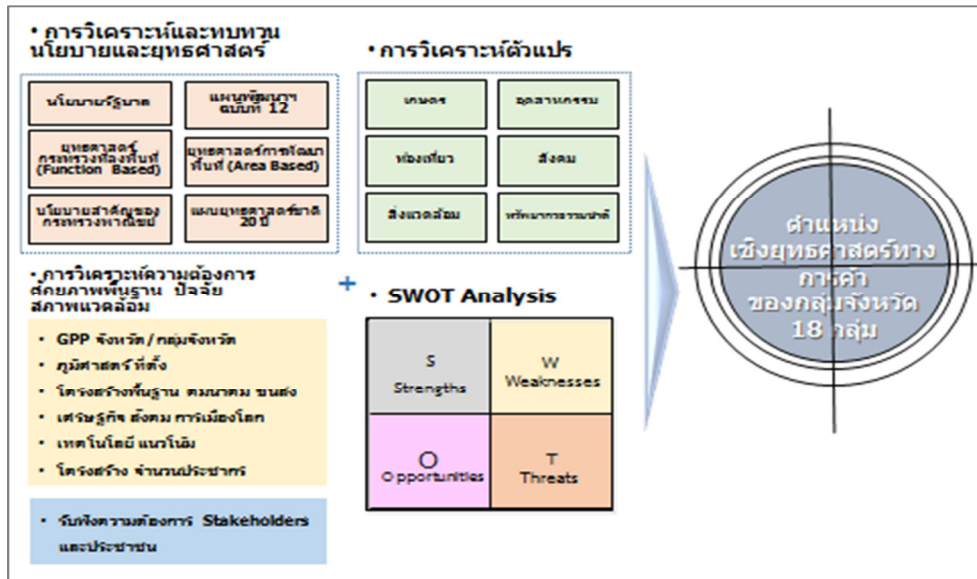 • การวิเคราะห์และทบทวน
นโยบายและยุทธศาสตร์
นโยบายรัฐบาล
แผนพัฒนาฯ
ฉบับที่ 12
ยุทธศาสตร์
กระทรวงท้องพื้นที่
(Function Based)
ยุทธศาสตร์การพัฒนา
พื้นที่ (Area Based)
นโยบายสำคัญของ
กระทรวงพาณิชย์
แผนยุทธศาสตร์ชาติ
20 ปี
• การวิเคราะห์ตัวแปร
เกษตร
อุตสาหกรรม
ท่องเที่ยว
สังคม
สิ่งแวดล้อม
ทรัพยากรธรรมชาติ
• การวิเคราะห์ความต้องการ
ศักยภาพพื้นฐาน ปัจจัย
สภาพแวดล้อม
• GPP จังหวัด/กลุ่มจังหวัด
• ภูมิศาสตร์ ที่ตั้ง
• โครงสร้างพื้นฐาน คมนาคม ขนส่ง
• เศรษฐกิจ สังคม การเมืองโลก
• เทคโนโลยี แนวโน้ม
• โครงสร้าง จำนวนประชากร
• รับฟังความต้องการ Stakeholders
และประชาชน
+
• SWOT Analysis
S
Strengths
W
Weaknesses
O
Opportunities
T
Threats
ตำแหน่ง
เชิงยุทธศาสตร์ทาง
การค้า
ของกลุ่มจังหวัด
18 กลุ่ม